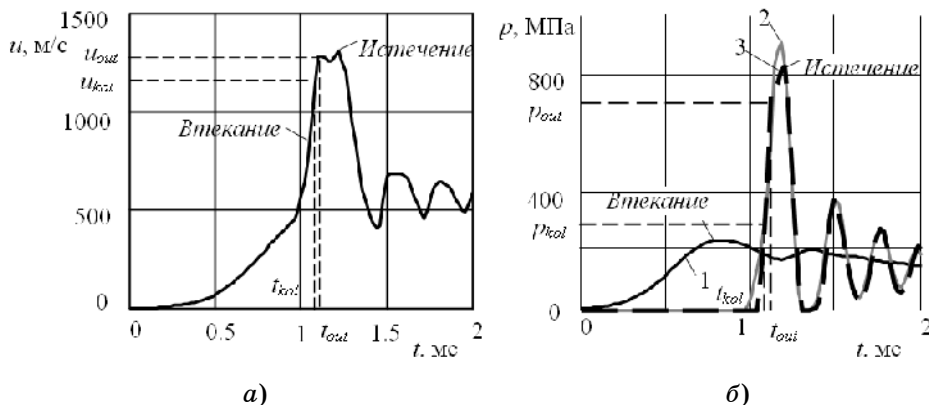 1500
u, м/с
u_out
u_kol
1000
500
0
Истечение
Втекание
t_kol
0
0.5
1
1.5
2
t_out
t, мс
а)
p, МПа
800
p_out
400
p_kol
0
2
3
Истечение
Втекание
1
t_kol
0
1
2
t_out
t, мс
б)